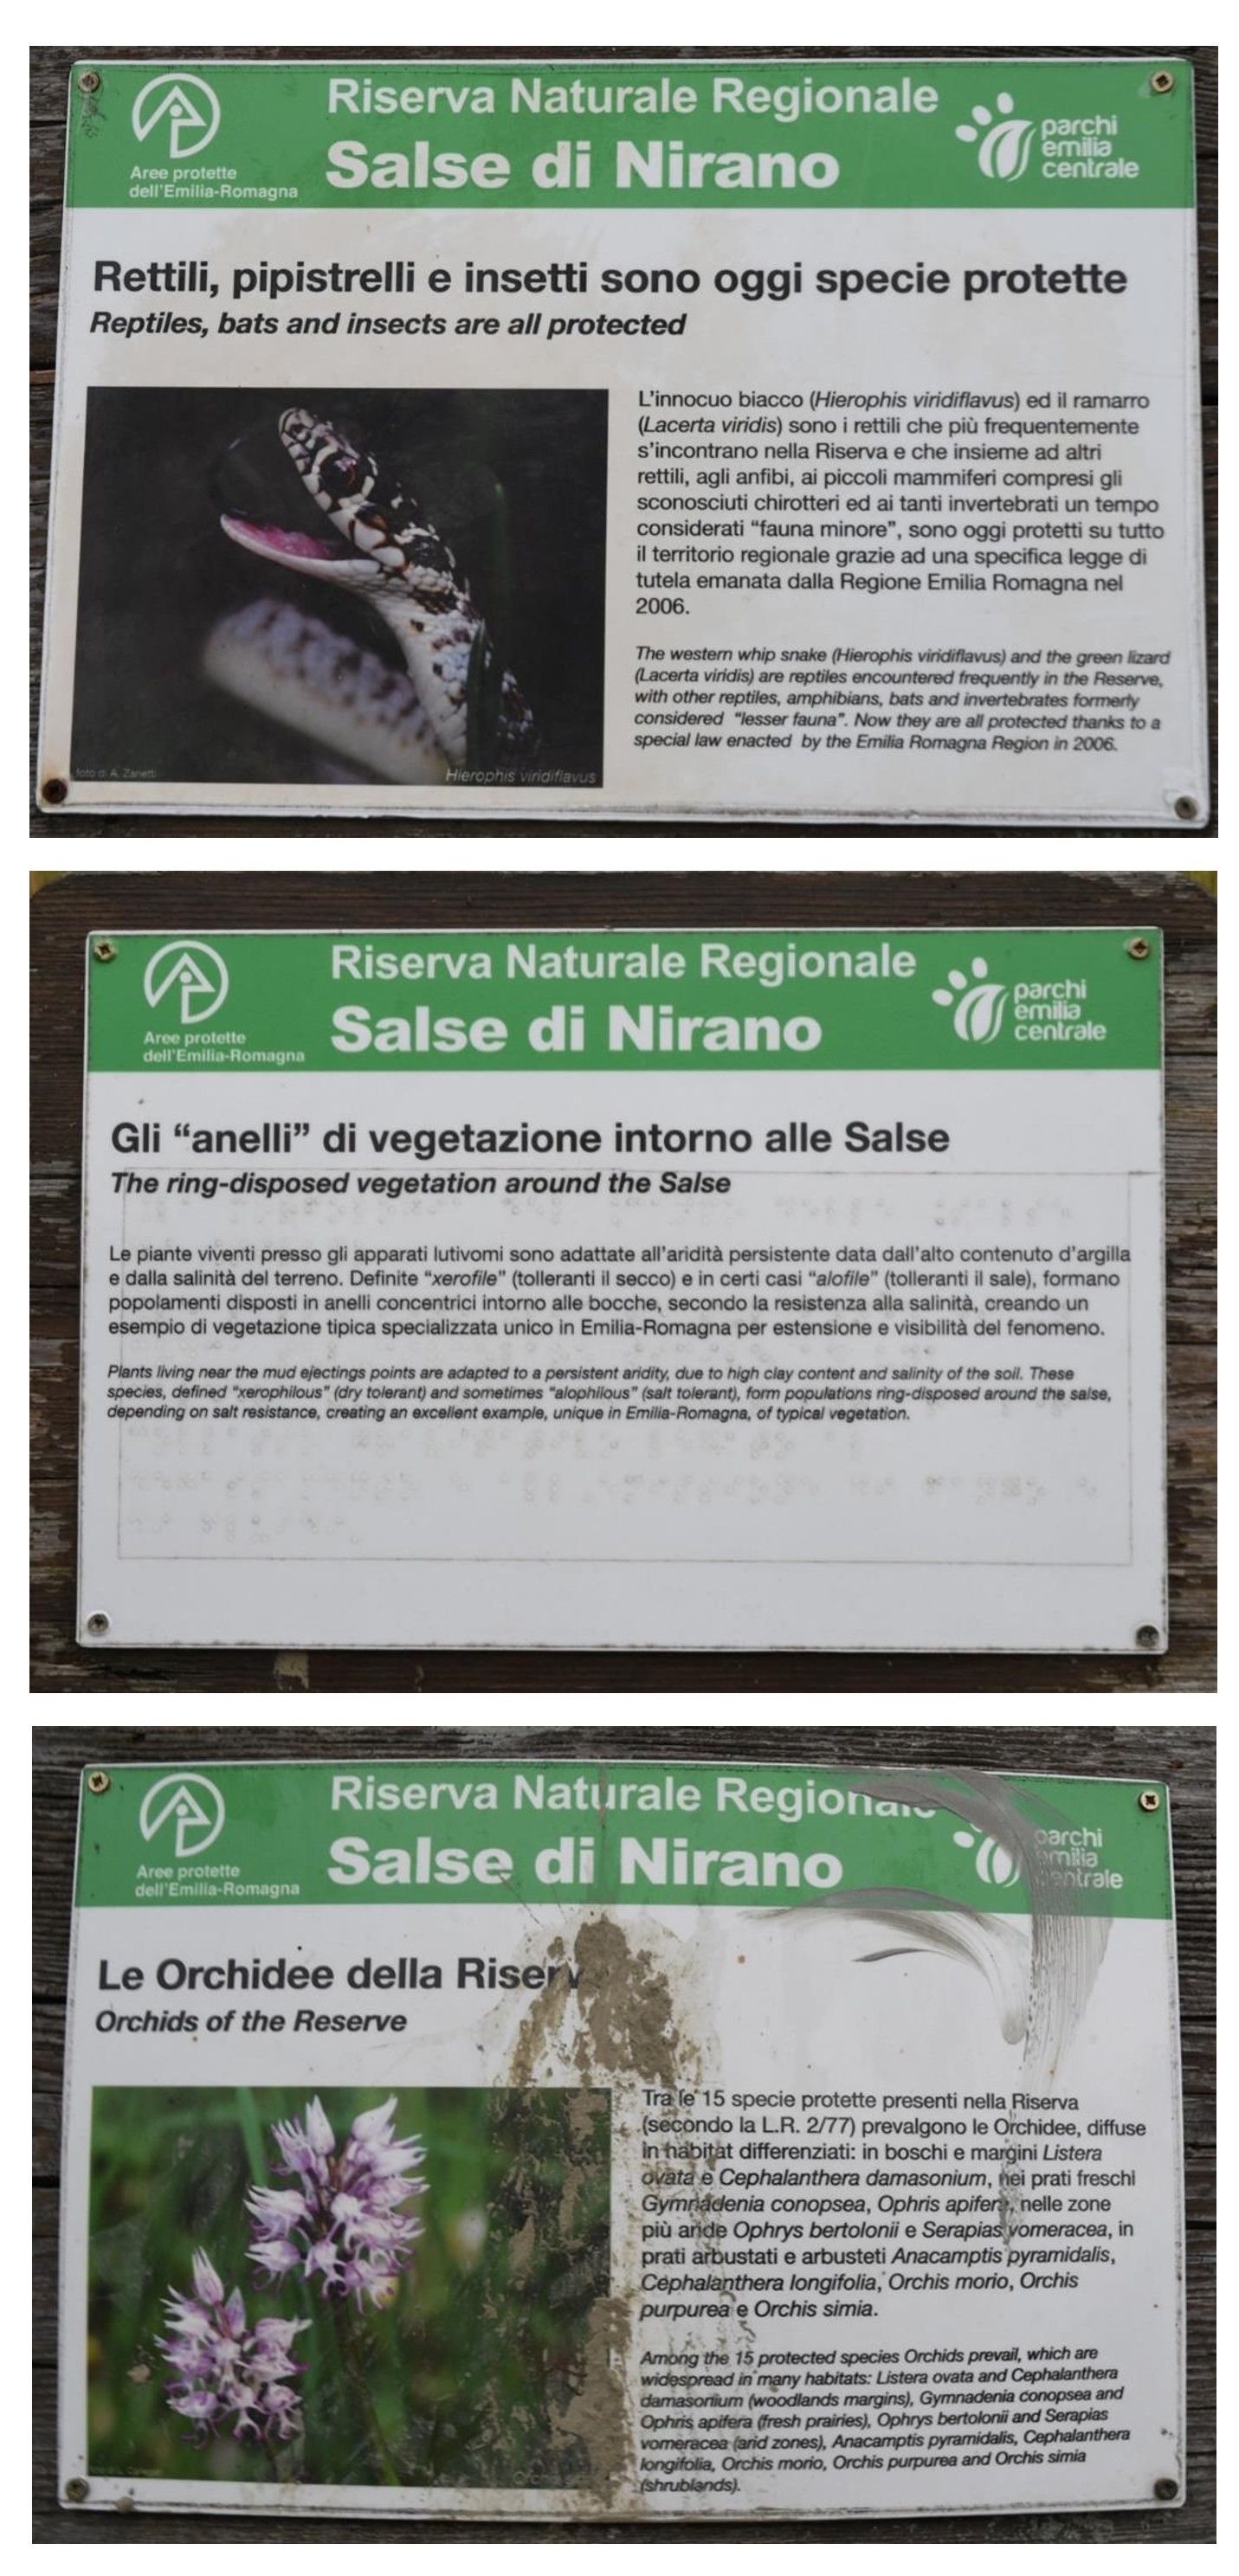 Riserva Naturale Regionale
Salse di Nirano
Aree protette
dell'Emilia-Romagna
parchi
emilia
centrale
Rettili, pipistrelli e insetti sono oggi specie protette
Reptiles, bats and insects are all protected
L'innocuo biacco (Hierophis viridiflavus) ed il ramarro
(Lacerta viridis) sono i rettili che più frequentemente
s'incontrano nella Riserva e che insieme ad altri
rettili, agli anfibi, ai piccoli mammiferi compresi gli
sconosciuti chirotteri ed ai tanti invertebrati un tempo
considerati “fauna minore”, sono oggi protetti su tutto
il territorio regionale grazie ad una specifica legge di
tutela emanata dalla Regione Emilia Romagna nel
2006.
The western whip snake (Hierophis viridiflavus) and the green lizard
(Lacerta viridis) are reptiles encountered frequently in the Reserve,
with other reptiles, amphibians, bats and invertebrates formerly
considered “lesser fauna”. Now they are all protected thanks to a
special law enacted by the Emilia Romagna Region in 2006.
foto di A. Zanetti
Hierophis viridiflavus
Riserva Naturale Regionale
Salse di Nirano
Aree protette
dell'Emilia-Romagna
parchi
emilia
centrale
Gli “anelli” di vegetazione intorno alle Salse
The ring-disposed vegetation around the Salse
Le piante viventi presso gli apparati lutivomi sono adattate all'aridità persistente data dall'alto contenuto d'argilla
e dalla salinità del terreno. Definite “xerofile” (tolleranti il secco) e in certi casi “alofile” (tolleranti il sale), formano
popolamenti disposti in anelli concentrici intorno alle bocche, secondo la resistenza alla salinità, creando un
esempio di vegetazione tipica specializzata unico in Emilia-Romagna per estensione e visibilità del fenomeno.
Plants living near the mud ejectings points are adapted to a persistent aridity, due to high clay content and salinity of the soil. These
species, defined “xerophilous” (dry tolerant) and sometimes “alophilous” (salt tolerant), form populations ring-disposed around the salse,
depending on salt resistance, creating an excellent example, unique in Emilia-Romagna, of typical vegetation.
Riserva Naturale Regionale
Salse di Nirano
Aree protette
dell'Emilia-Romagna
parchi
emilia
centrale
Le Orchidee della Riserv
Orchids of the Reserve
Tra le 15 specie protette presenti nella Riserva
(secondo la L.R. 2/77) prevalgono le Orchidee, diffuse
in habitat differenziati: in boschi e margini Listera
ovata e Cephalanthera damasonium, nei prati freschi
Gymnadenia conopsea, Ophris apifera, nelle zone
più aride Ophrys bertolonii e Serapias vomeracea, in
prati arbustati e arbusteti Anacamptis pyramidalis,
Cephalanthera longifolia, Orchis morio, Orchis
purpurea e Orchis simia.
Among the 15 protected species Orchids prevail, which are
widespread in many habitats: Listera ovata and Cephalanthera
damasonium (woodlands margins), Gymnadenia conopsea and
Ophris apifera (fresh prairies), Ophrys bertolonii and Serapias
vomeracea (arid zones), Anacamptis pyramidalis, Cephalanthera
longifolia, Orchis morio, Orchis purpurea and Orchis simia
(shrublands).